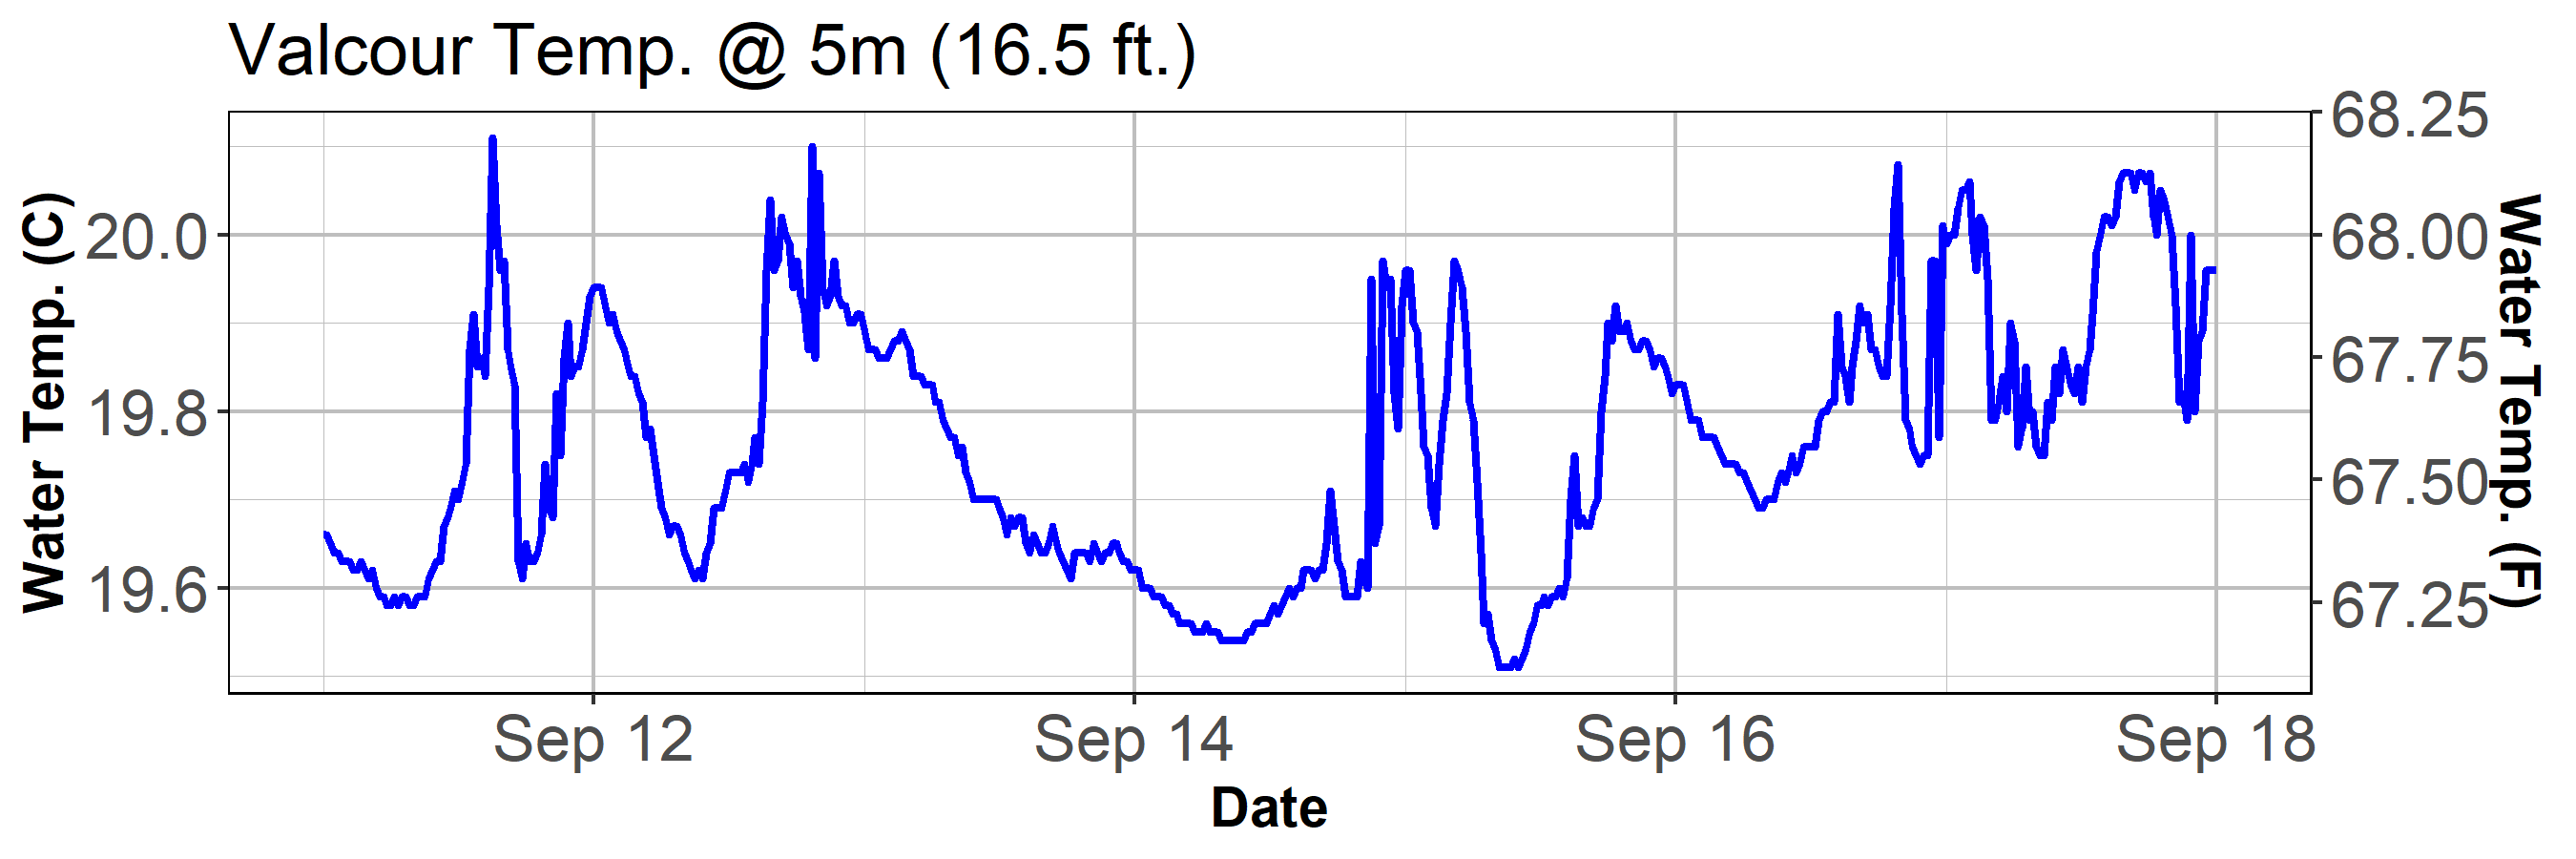 Valcour Temp. @ 5m (16.5 ft.)
Water Temp. (C)
20.0
19.8
19.6
68.25
68.00
67.75
67.50
67.25
Water Temp. (F)
Sep 12
Sep 14
Sep 16
Sep 18
Date